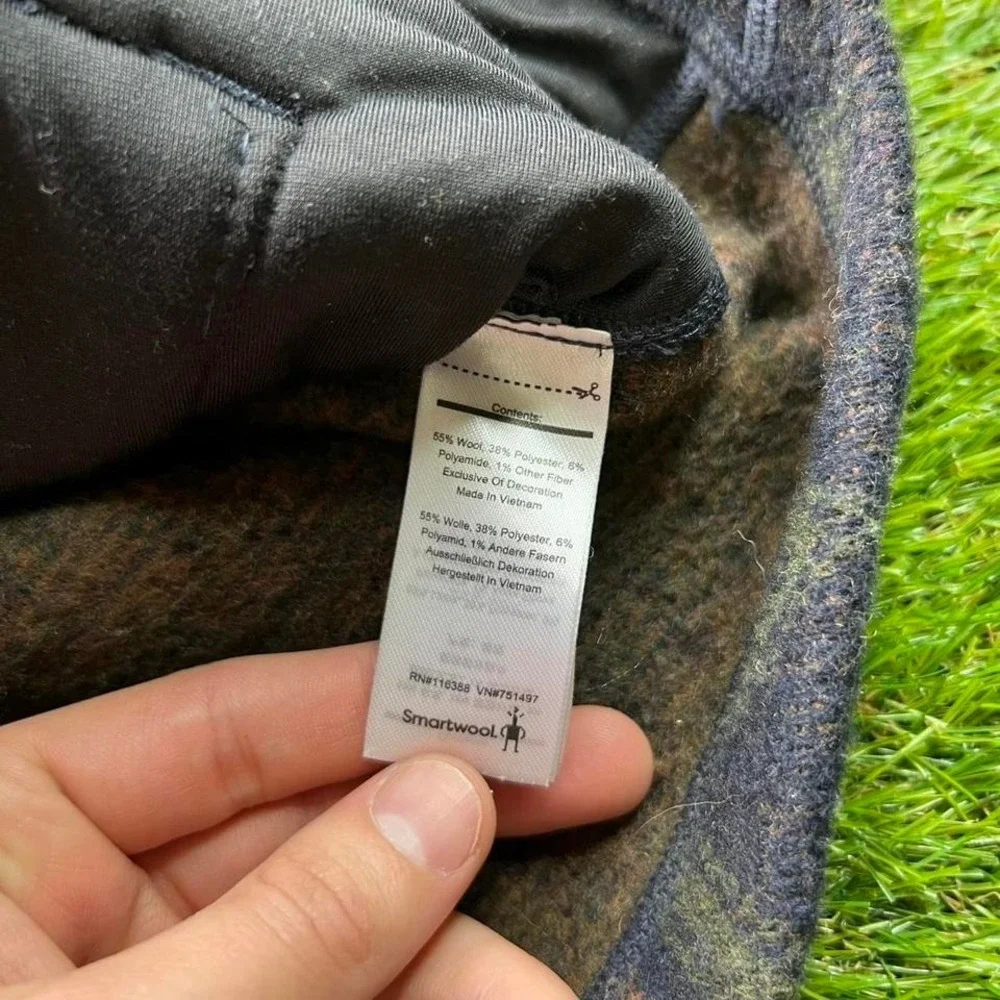 Contents:
55% Wool, 38% Polyester, 6%
Polyamide, 1% Other Fiber
Exclusive Of Decoration
Made In Vietnam
55% Wolle, 38% Polyester, 6%
Polyamid, 1% Andere Fasern
Ausschließlich Dekoration
Hergestellt In Vietnam
RN#116388 VN#751497
Smartwool.